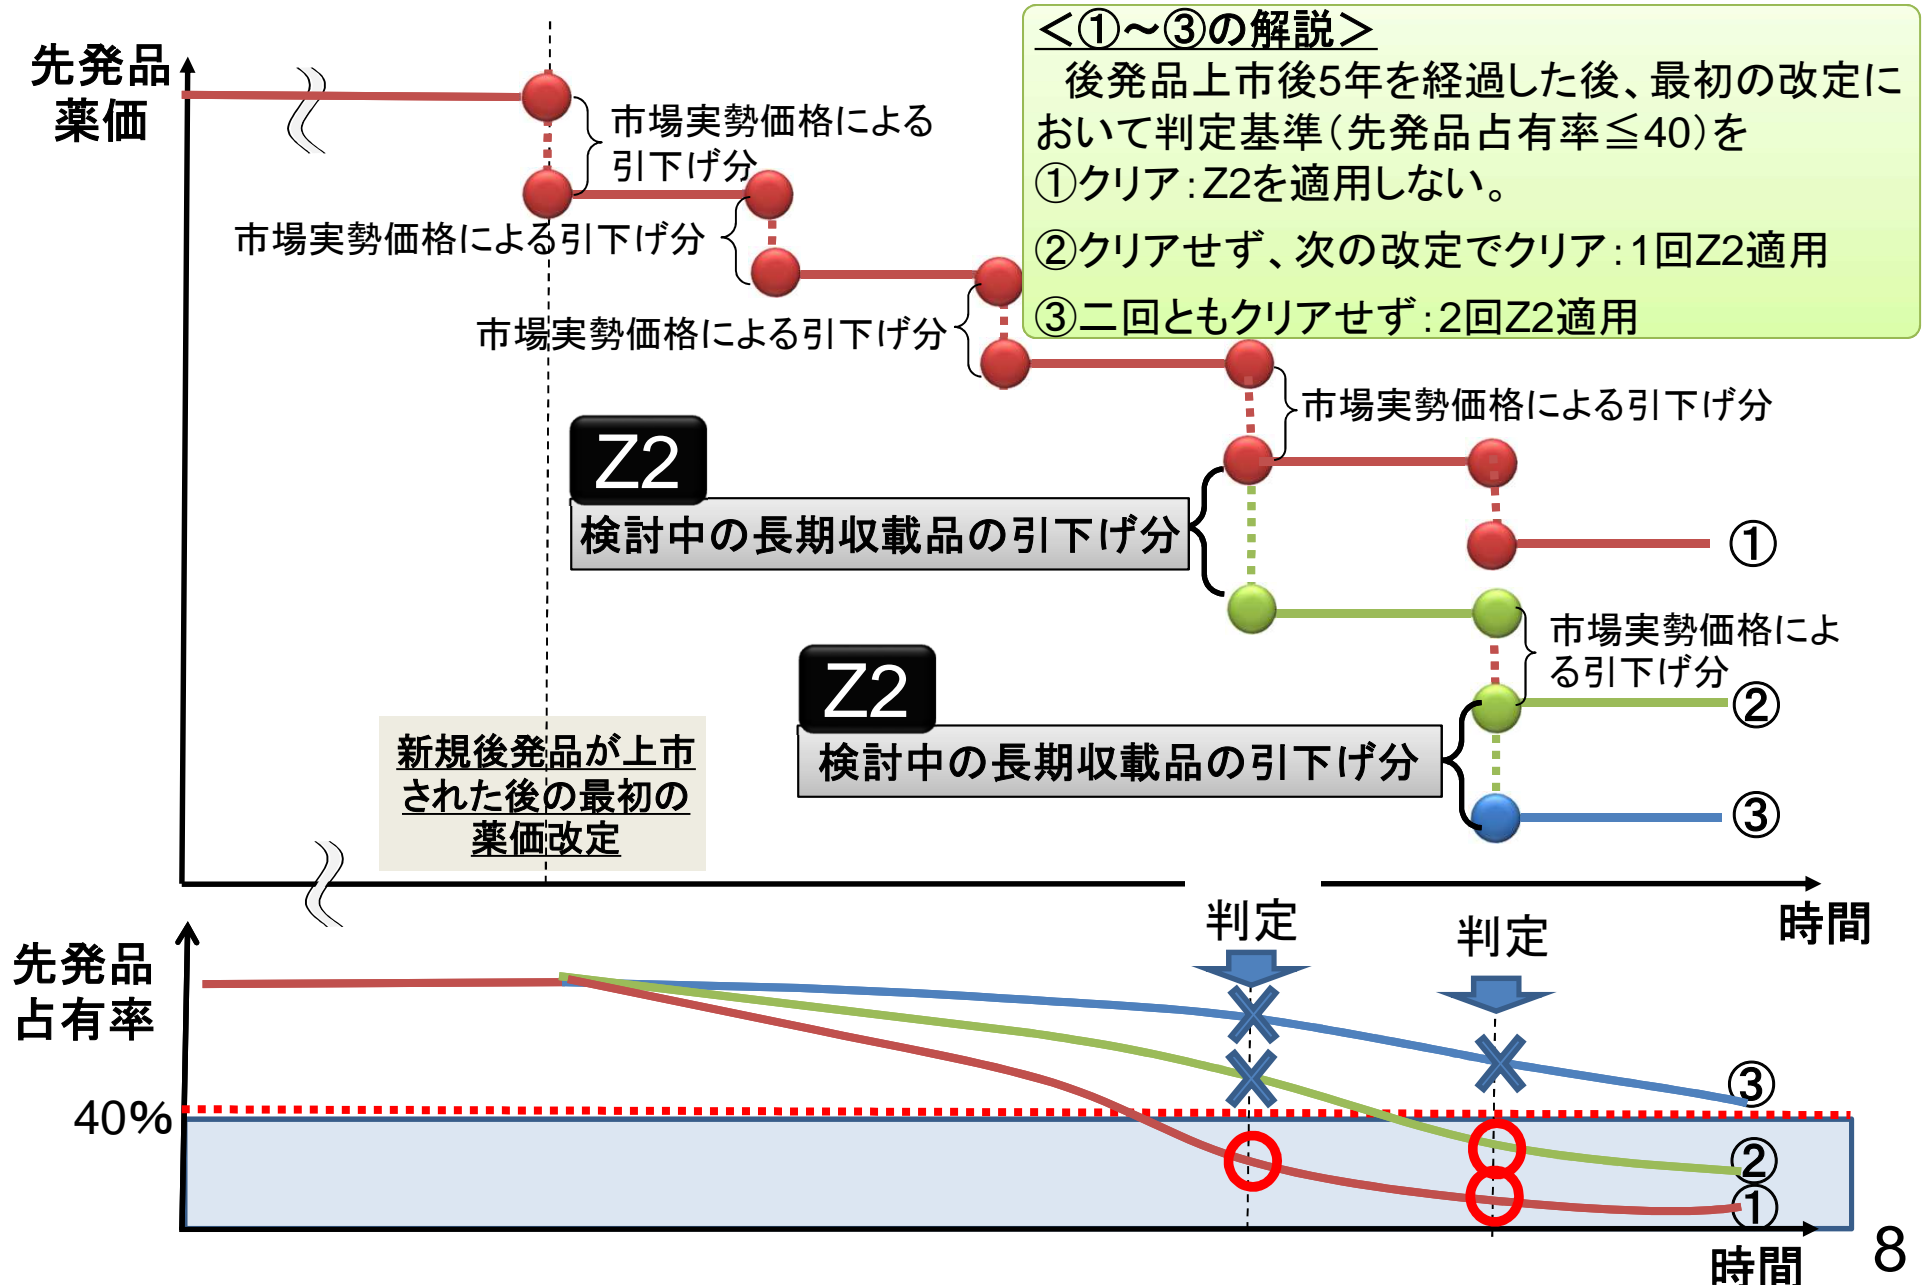 先発品
薬価
<①～③の解説>
後発品上市後5年を経過した後、最初の改定に
おいて判定基準(先発品占有率≦40)を
①クリア:Z2を適用しない。
②クリアせず、次の改定でクリア:1回Z2適用
③二回ともクリアせず:2回Z2適用
市場実勢価格による
引下げ分
市場実勢価格による引下げ分
市場実勢価格による引下げ分
市場実勢価格による引下げ分
Z2
検討中の長期収載品の引下げ分
①
市場実勢価格によ
る引下げ分
Z2
検討中の長期収載品の引下げ分
②
③
新規後発品が上市
された後の最初の
薬価改定
時間
判定
判定
先発品
占有率
40%
③
②
①
時間
8